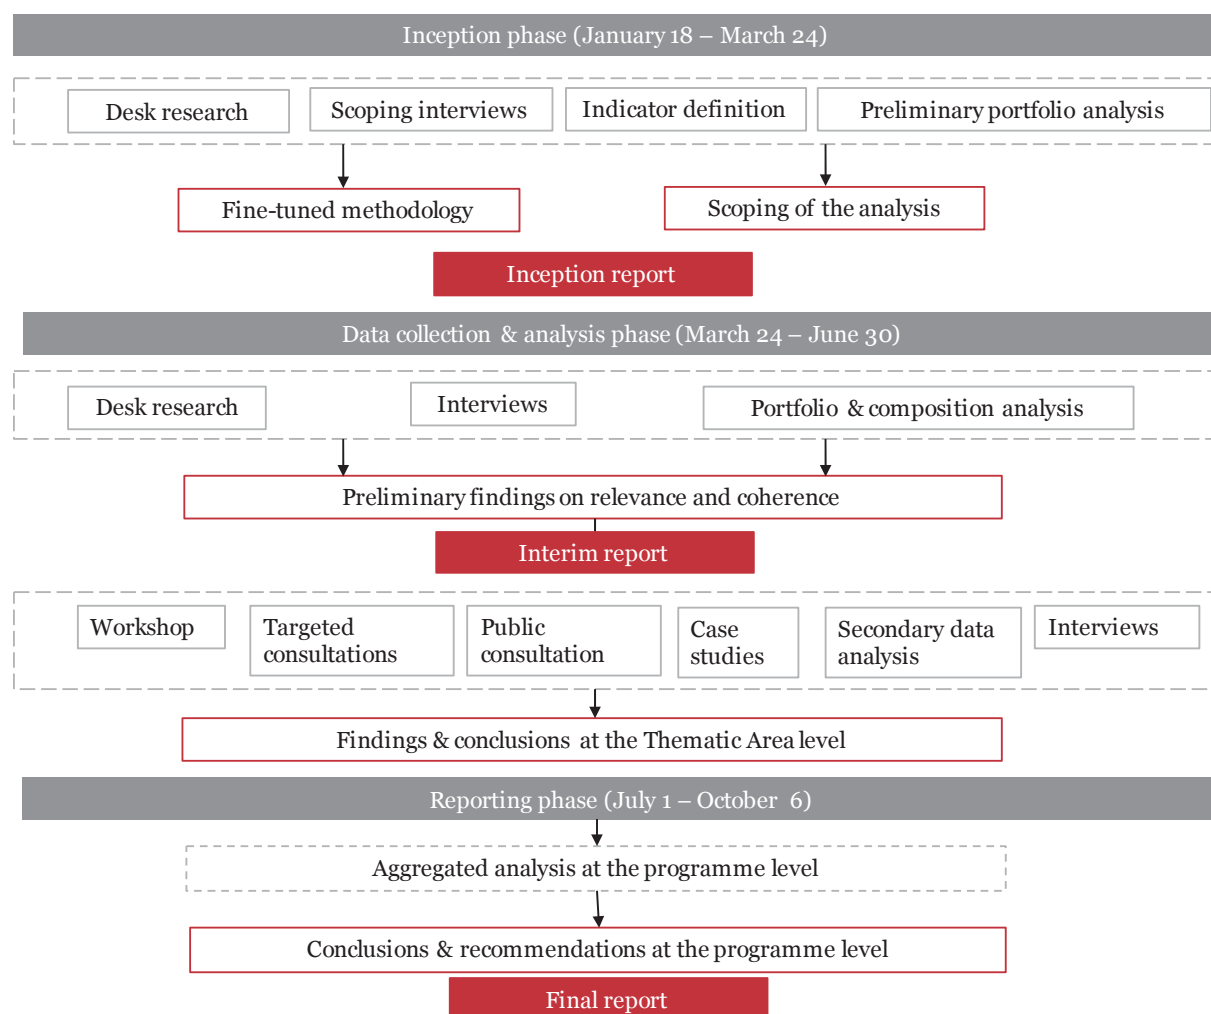 Inception phase (January 18 – March 24)
Desk research
Scoping interviews
Indicator definition
Preliminary portfolio analysis
Fine-tuned methodology
Scoping of the analysis
Inception report
Data collection & analysis phase (March 24 – June 30)
Desk research
Interviews
Portfolio & composition analysis
Preliminary findings on relevance and coherence
Interim report
Workshop
Targeted
consultations
Public
consultation
Case
studies
Secondary data
analysis
Interviews
Findings & conclusions at the Thematic Area level
Reporting phase (July 1 – October 6)
Aggregated analysis at the programme level
Conclusions & recommendations at the programme level
Final report